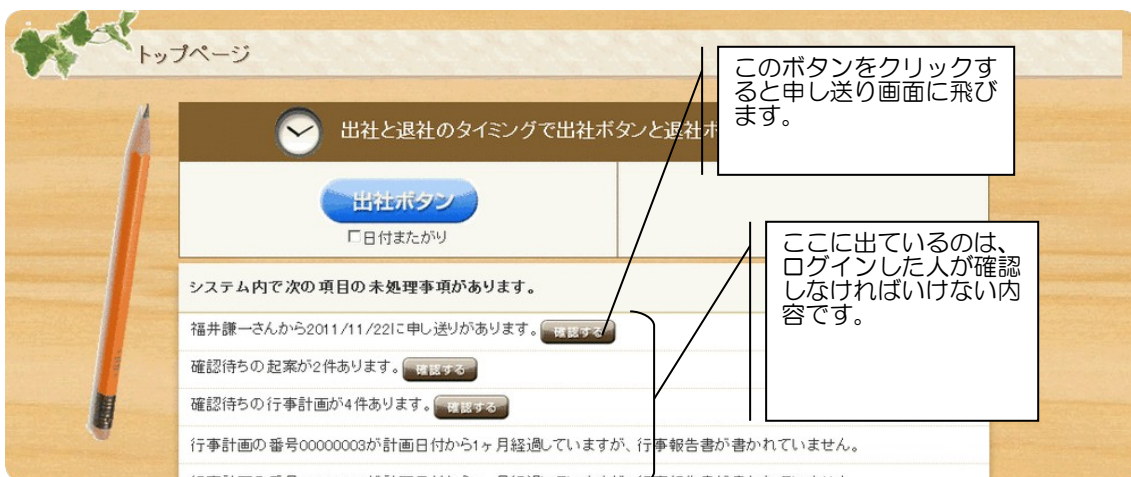 トップページ
このボタンをクリックす
ると申し送り画面に飛び
ます。
出社と退社のタイミングで出社ボタンと退社ボ
出社ボタン
日付またがり
ここに出ているのは、
ログインした人が確認
しなければいけない内
容です。
システム内で次の項目の未処理事項があります。
福井謙一さんから2011/11/22に申し送りがあります。 確認する
確認待ちの起案が2件あります。 確認する
確認待ちの行事計画が4件あります。 確認する
行事計画の番号00000003が計画日付から1ヶ月経過していますが、行事報告書が書かれていません。